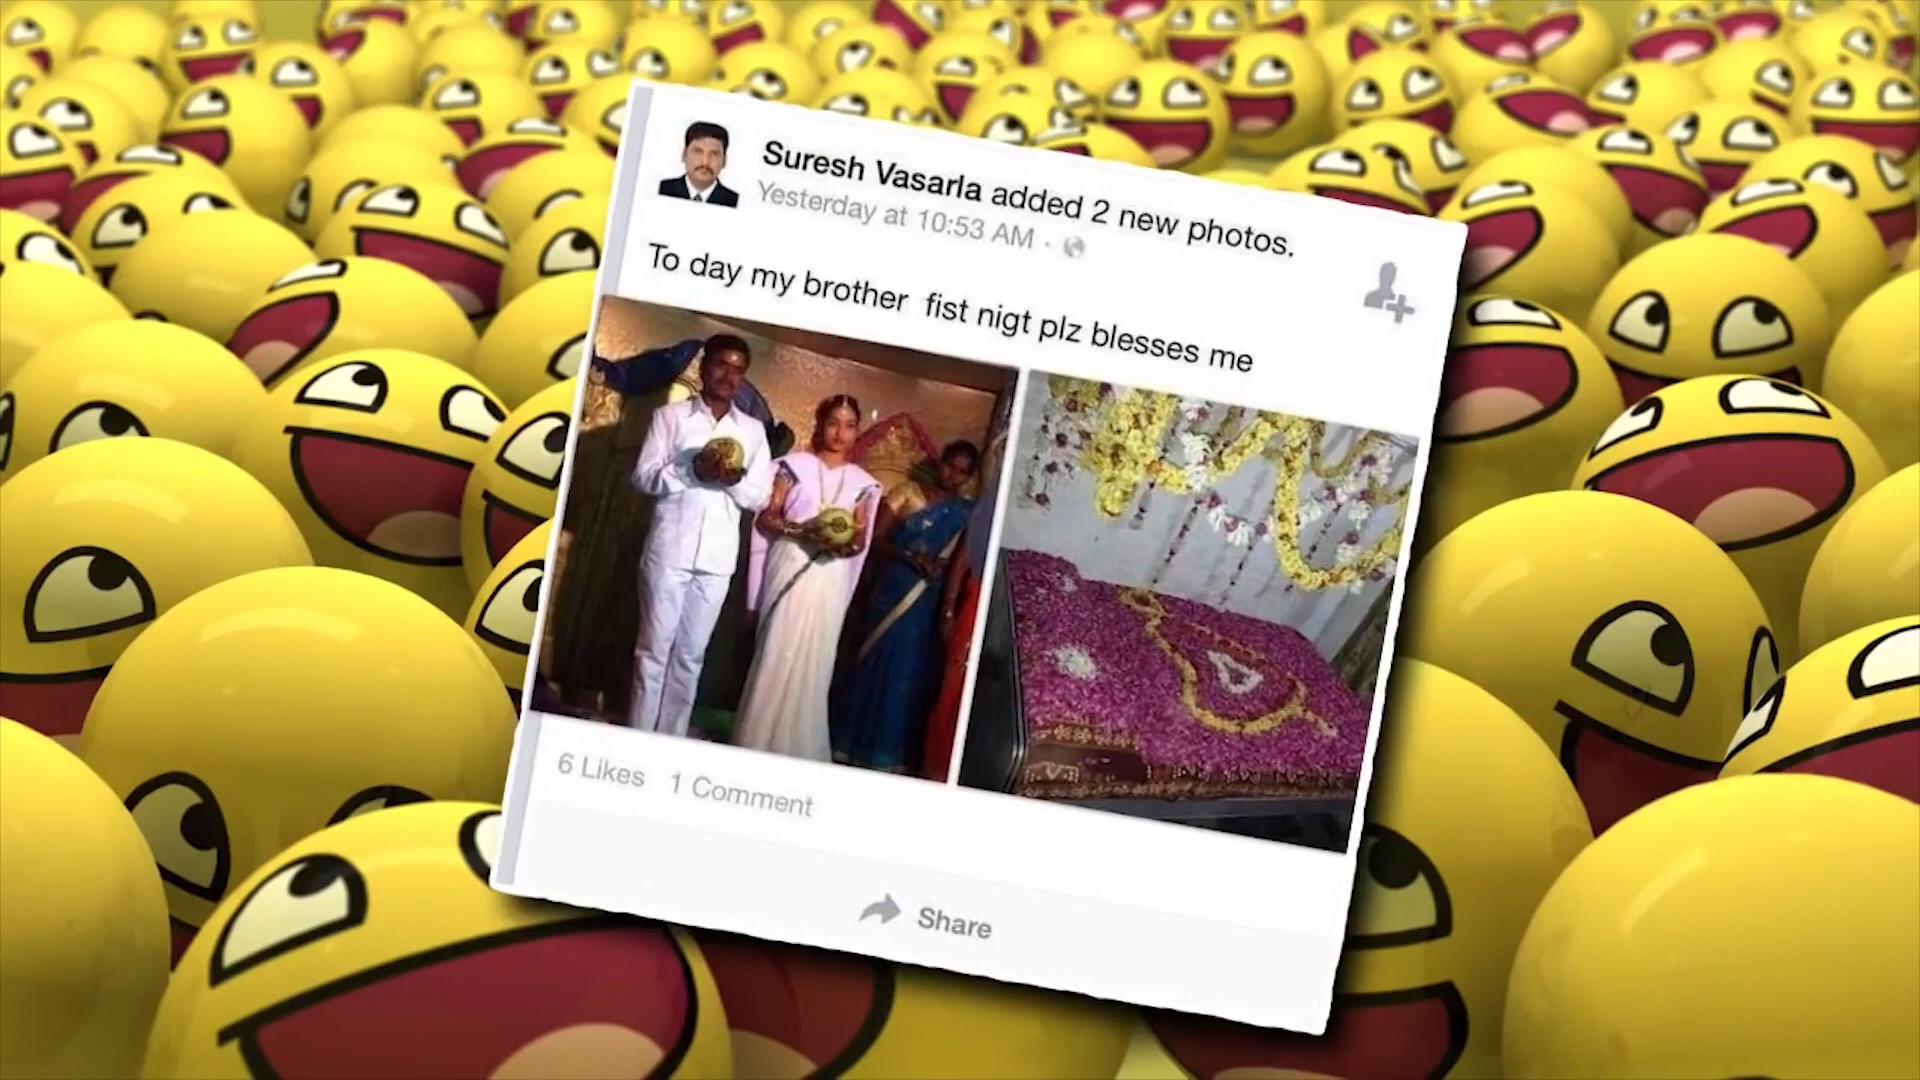 Suresh Vasarla added 2 new photos.
Yesterday at 10:53 AM ·
To day my brother fist nigt plz blesses me
6 Likes 1 Comment
Share